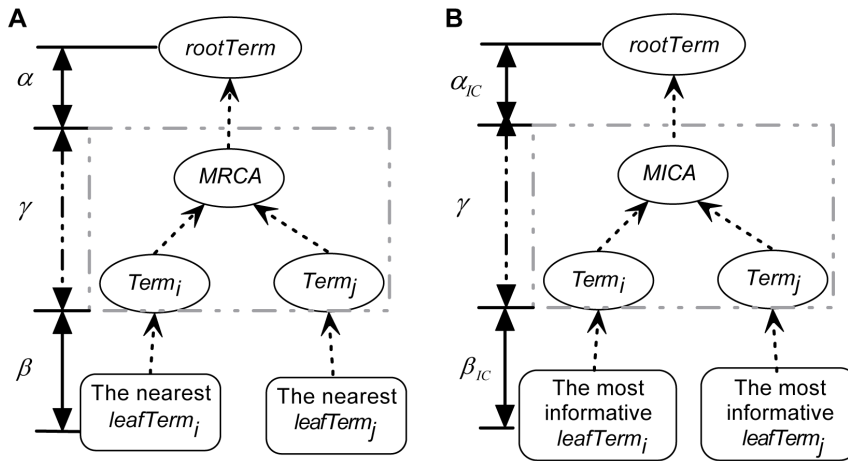 A
rootTerm
α
MRCA
γ
Termi
Termj
β
The nearest
leafTermi
The nearest
leafTermj
B
rootTerm
αIC
MICA
γ
Termi
Termj
βIC
The most
informative
leafTermi
The most
informative
leafTermj